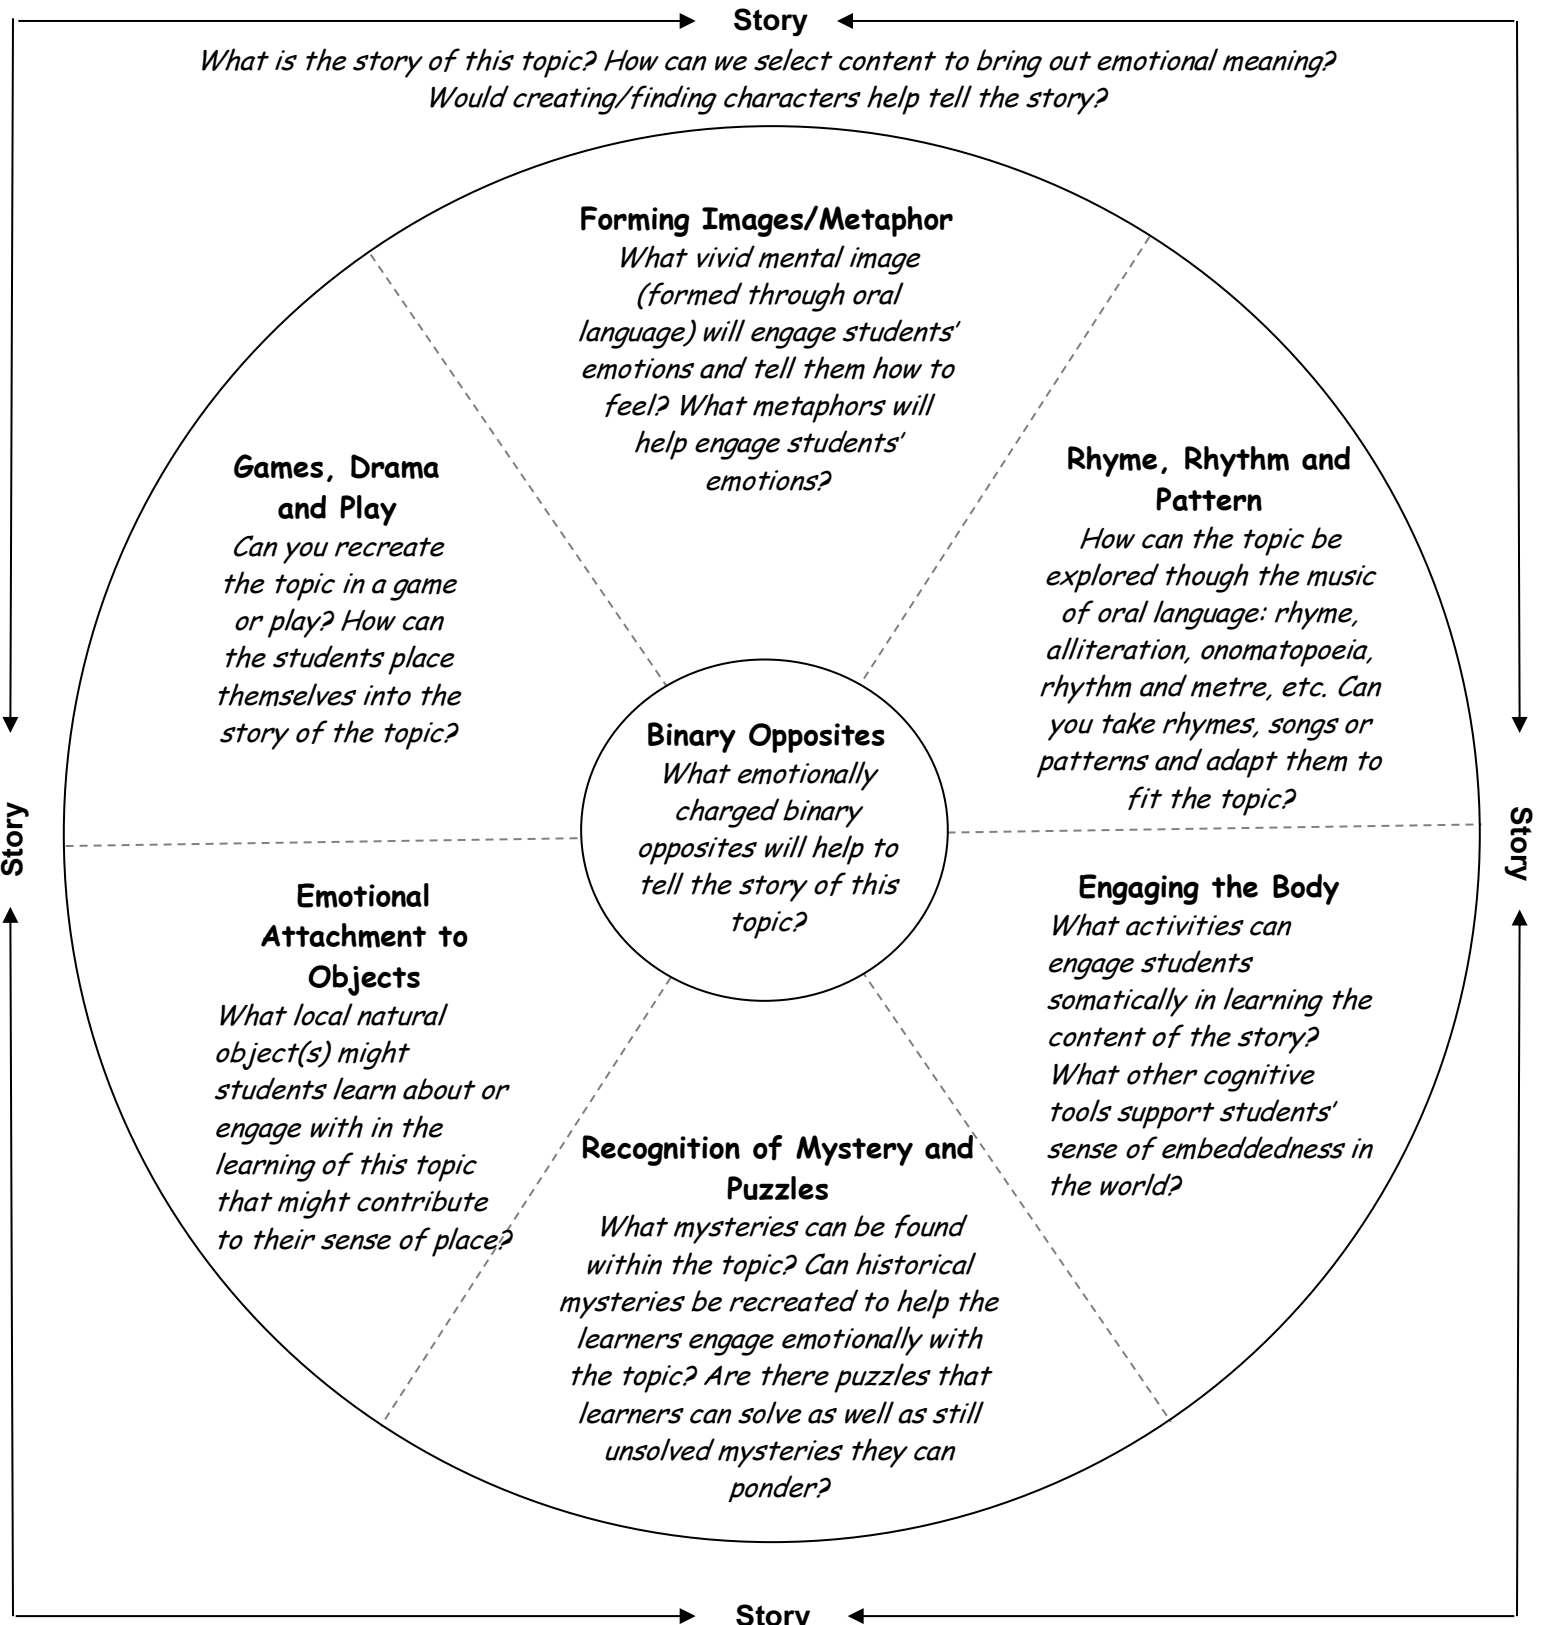 Story
What is the story of this topic? How can we select content to bring out emotional meaning?
Would creating/finding characters help tell the story?
Forming Images/Metaphor
What vivid mental image
(formed through oral
language) will engage students'
emotions and tell them how to
feel? What metaphors will
help engage students'
emotions?
Games, Drama
and Play
Can you recreate
the topic in a game
or play? How can
the students place
themselves into the
story of the topic?
Rhyme, Rhythm and
Pattern
How can the topic be
explored though the music
of oral language: rhyme,
alliteration, onomatopoeia,
rhythm and metre, etc. Can
you take rhymes, songs or
patterns and adapt them to
fit the topic?
Binary Opposites
What emotionally
charged binary
opposites will help to
tell the story of this
topic?
Story
Story
Emotional
Attachment to
Objects
What local natural
object(s) might
students learn about or
engage with in the
learning of this topic
that might contribute
to their sense of place?
Engaging the Body
What activities can
engage students
somatically in learning the
content of the story?
What other cognitive
tools support students'
sense of embeddedness in
the world?
Recognition of Mystery and
Puzzles
What mysteries can be found
within the topic? Can historical
mysteries be recreated to help the
learners engage emotionally with
the topic? Are there puzzles that
learners can solve as well as still
unsolved mysteries they can
ponder?
Story